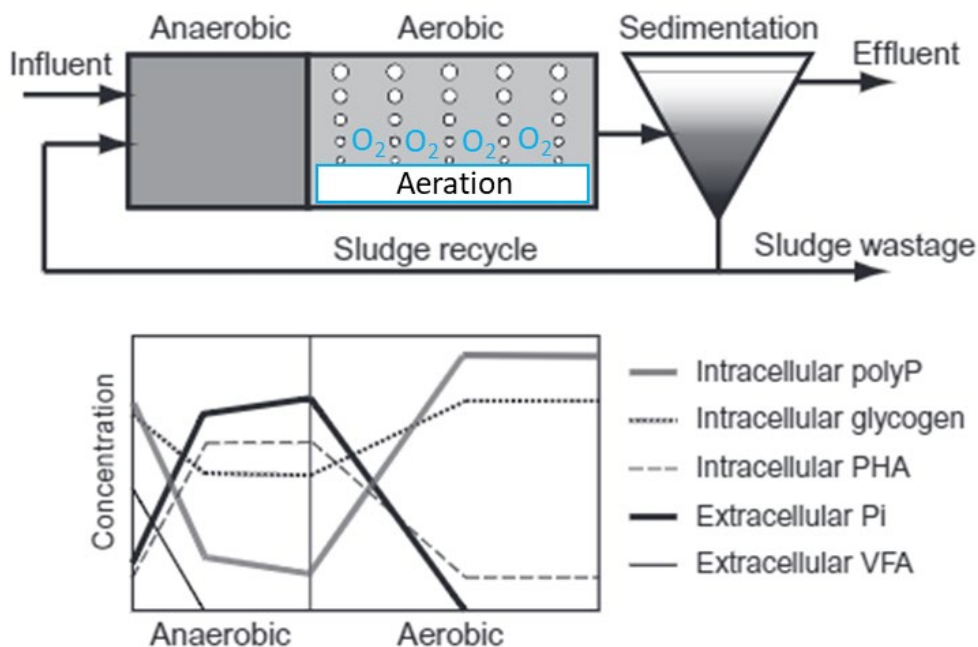 Anaerobic
Aerobic
Sedimentation
Influent
Effluent
O2 O2 O2 O2
Aeration
Sludge recycle
Sludge wastage
Concentration
Intracellular polyP
Intracellular glycogen
Intracellular PHA
Extracellular Pi
Extracellular VFA
Anaerobic
Aerobic